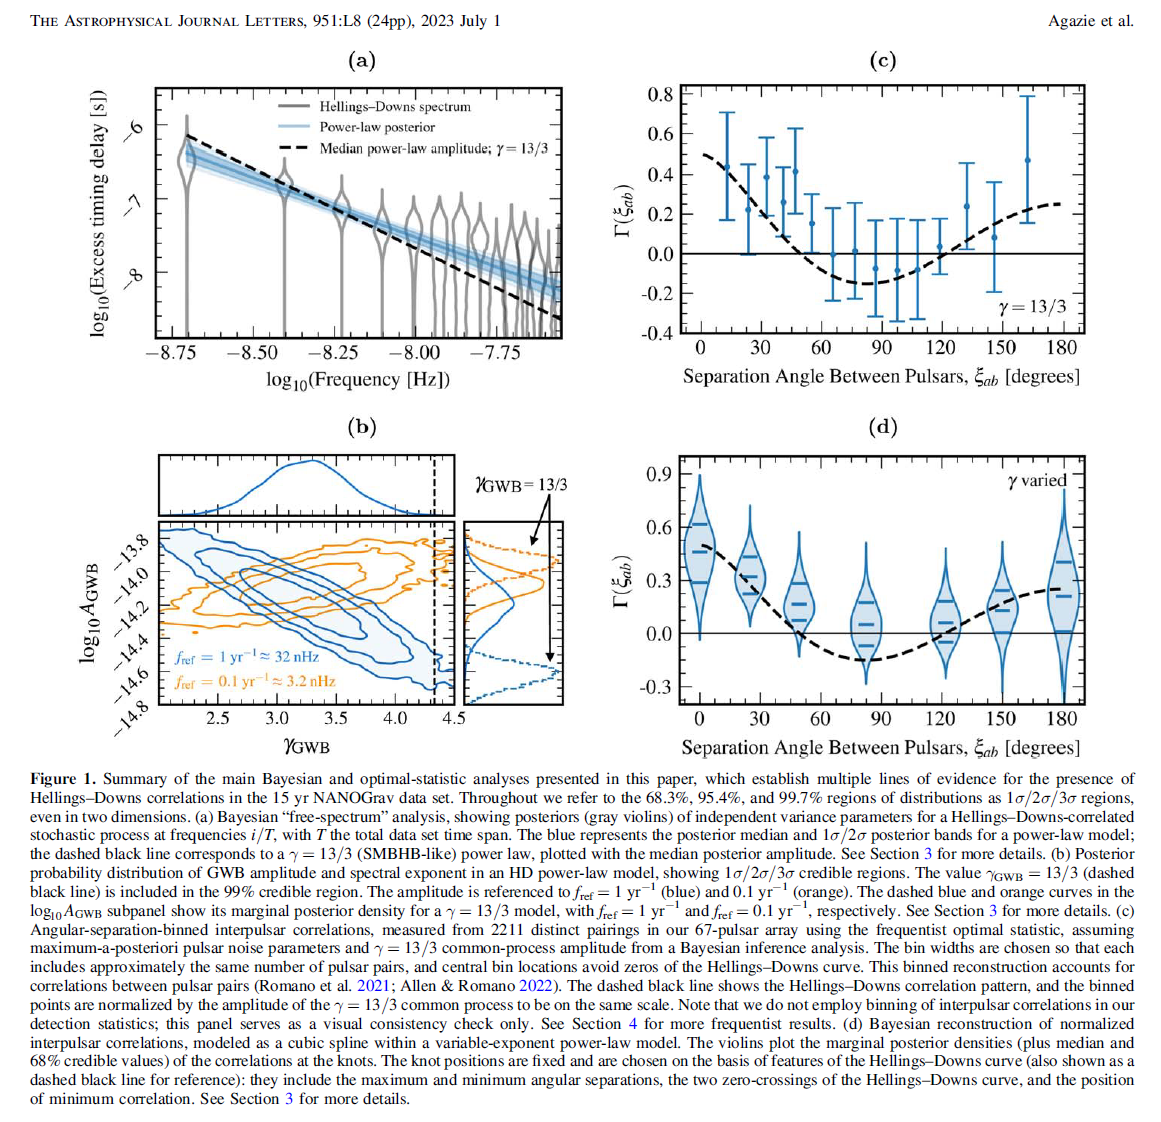 THE ASTROPHYSICAL JOURNAL LETTERS, 951:L8 (24pp), 2023 July 1 Agazie et al.
(a)
log10(Excess timing delay [s])
-6
-7
-8
Hellings–Downs spectrum
Power-law posterior
Median power-law amplitude; γ = 13/3
−8.75 −8.50 −8.25 −8.00 −7.75
log10(Frequency [Hz])
(c)
Γ(ξab)
0.8
0.6
0.4
0.2
0.0
-0.2
-0.4
γ = 13/3
0 30 60 90 120 150 180
Separation Angle Between Pulsars, ξab [degrees]
(b)
γGWB = 13/3
log10 AGWB
−13.8
−14.0
−14.2
−14.4
−14.6
−14.8
fref = 1 yr−1 ≈ 32 nHz
fref = 0.1 yr−1 ≈ 3.2 nHz
2.5 3.0 3.5 4.0 4.5
γGWB
(d)
Γ(ξab)
0.9
0.6
0.3
0.0
-0.3
γ varied
0 30 60 90 120 150 180
Separation Angle Between Pulsars, ξab [degrees]
Figure 1. Summary of the main Bayesian and optimal-statistic analyses presented in this paper, which establish multiple lines of evidence for the presence of
Hellings–Downs correlations in the 15 yr NANOGrav data set. Throughout we refer to the 68.3%, 95.4%, and 99.7% regions of distributions as 1σ/2σ/3σ regions,
even in two dimensions. (a) Bayesian “free-spectrum” analysis, showing posteriors (gray violins) of independent variance parameters for a Hellings–Downs-correlated
stochastic process at frequencies i/T, with T the total data set time span. The blue represents the posterior median and 1σ/2σ posterior bands for a power-law model;
the dashed black line corresponds to a γ = 13/3 (SMBHB-like) power law, plotted with the median posterior amplitude. See Section 3 for more details. (b) Posterior
probability distribution of GWB amplitude and spectral exponent in an HD power-law model, showing 1σ/2σ/3σ credible regions. The value γGWB = 13/3 (dashed
black line) is included in the 99% credible region. The amplitude is referenced to fref = 1 yr−1 (blue) and 0.1 yr−1 (orange). The dashed blue and orange curves in the
log10AGWB subpanel show its marginal posterior density for a γ = 13/3 model, with fref = 1 yr−1 and fref = 0.1 yr−1, respectively. See Section 3 for more details. (c)
Angular-separation-binned interpulsar correlations, measured from 2211 distinct pairings in our 67-pulsar array using the frequentist optimal statistic, assuming
maximum-a-posteriori pulsar noise parameters and γ = 13/3 common-process amplitude from a Bayesian inference analysis. The bin widths are chosen so that each
includes approximately the same number of pulsar pairs, and central bin locations avoid zeros of the Hellings–Downs curve. This binned reconstruction accounts for
correlations between pulsar pairs (Romano et al. 2021; Allen & Romano 2022). The dashed black line shows the Hellings–Downs correlation pattern, and the binned
points are normalized by the amplitude of the γ = 13/3 common process to be on the same scale. Note that we do not employ binning of interpulsar correlations in our
detection statistics; this panel serves as a visual consistency check only. See Section 4 for more frequentist results. (d) Bayesian reconstruction of normalized
interpulsar correlations, modeled as a cubic spline within a variable-exponent power-law model. The violins plot the marginal posterior densities (plus median and
68% credible values) of the correlations at the knots. The knot positions are fixed and are chosen on the basis of features of the Hellings–Downs curve (also shown as a
dashed black line for reference): they include the maximum and minimum angular separations, the two zero-crossings of the Hellings–Downs curve, and the position
of minimum correlation. See Section 3 for more details.